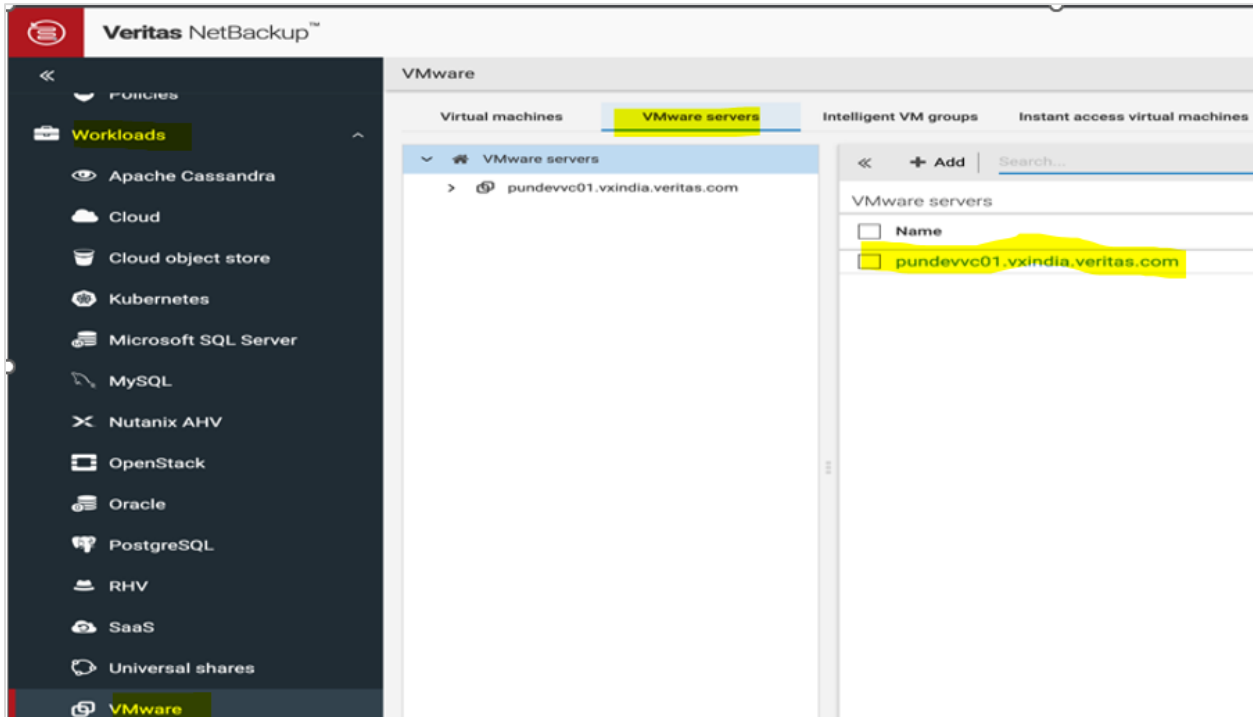 Veritas NetBackup™
Policies
Workloads
Apache Cassandra
Cloud
Cloud object store
Kubernetes
Microsoft SQL Server
MySQL
Nutanix AHV
OpenStack
Oracle
PostgreSQL
RHV
SaaS
Universal shares
VMware
VMware
Virtual machines VMware servers Intelligent VM groups Instant access virtual machines
VMware servers
pundevvc01.vxindia.veritas.com
+ Add Search...
VMware servers
Name
pundevvc01.vxindia.veritas.com